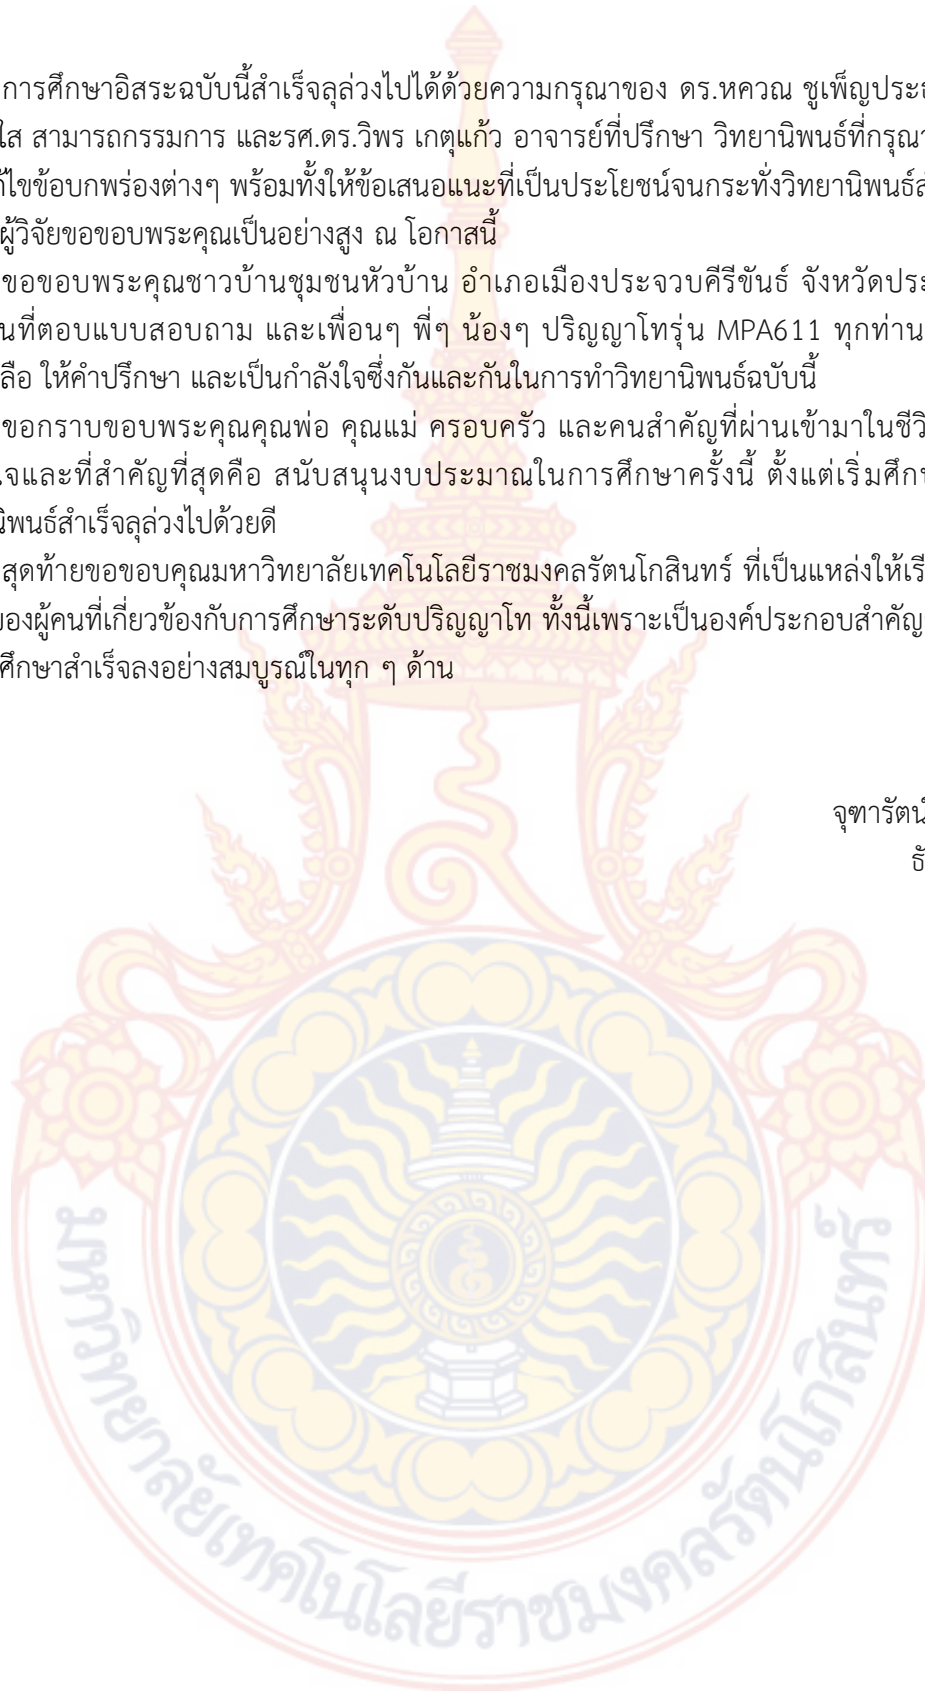 การศึกษาอิสระฉบับนี้สำเร็จลุล่วงไปได้ด้วยความกรุณาของ ดร.หควณ ชูเพ็ญประ
ใส สามารถกรรมการ และรศ.ดร.วิพร เกตุแก้ว อาจารย์ที่ปรึกษา วิทยานิพนธ์ที่กรุณา
ไขข้อบกพร่องต่างๆ พร้อมทั้งให้ข้อเสนอแนะที่เป็นประโยชน์จนกระทั่งวิทยานิพนธ์
ผู้วิจัยขอขอบพระคุณเป็นอย่างสูง ณ โอกาสนี้
ขอขอบพระคุณชาวบ้านชุมชนหัวบ้าน อำเภอเมืองประจวบคีรีขันธ์ จังหวัดประ
นที่ตอบแบบสอบถาม และเพื่อนๆ พี่ๆ น้องๆ ปริญญาโทรุ่น MPA611 ทุกท่าน
ลือ ให้คำปรึกษา และเป็นกำลังใจซึ่งกันและกันในการทำวิทยานิพนธ์ฉบับนี้
ขอกราบขอบพระคุณคุณพ่อ คุณแม่ ครอบครัว และคนสำคัญที่ผ่านเข้ามาในชีวิ
จและที่สำคัญที่สุดคือ สนับสนุนงบประมาณในการศึกษาครั้งนี้ ตั้งแต่เริ่มศึกษ
นิพนธ์สำเร็จลุล่วงไปด้วยดี
สุดท้ายขอขอบคุณมหาวิทยาลัยเทคโนโลยีราชมงคลรัตนโกสินทร์ ที่เป็นแหล่งให้เรี
ของผู้คนที่เกี่ยวข้องกับการศึกษาระดับปริญญาโท ทั้งนี้เพราะเป็นองค์ประกอบสำคัญ
ศึกษาสำเร็จลงอย่างสมบูรณ์ในทุก ๆ ด้าน
จุฑารัตน์
ธั
มหาวิทยาลัยเทคโนโลยีราชมงคลรัตนโกสินทร์